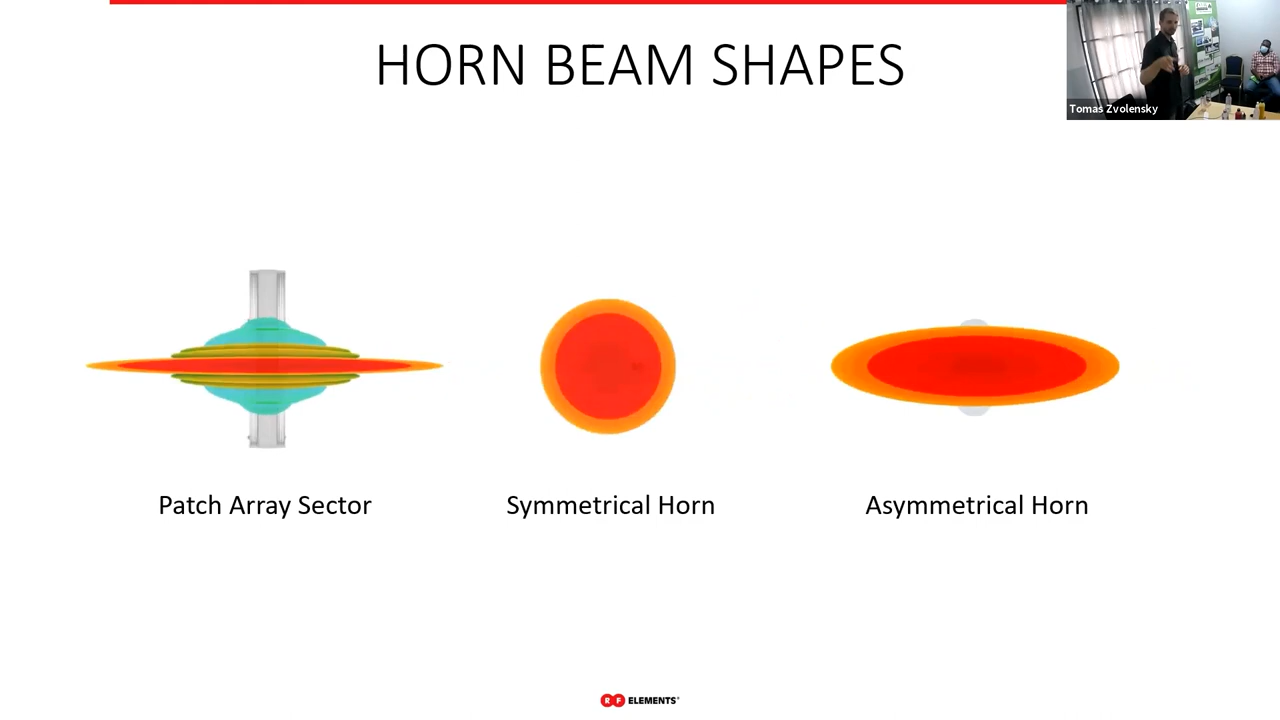 HORN BEAM SHAPES
Tomas Zvolensky
Patch Array Sector
Symmetrical Horn
Asymmetrical Horn
RF ELEMENTS